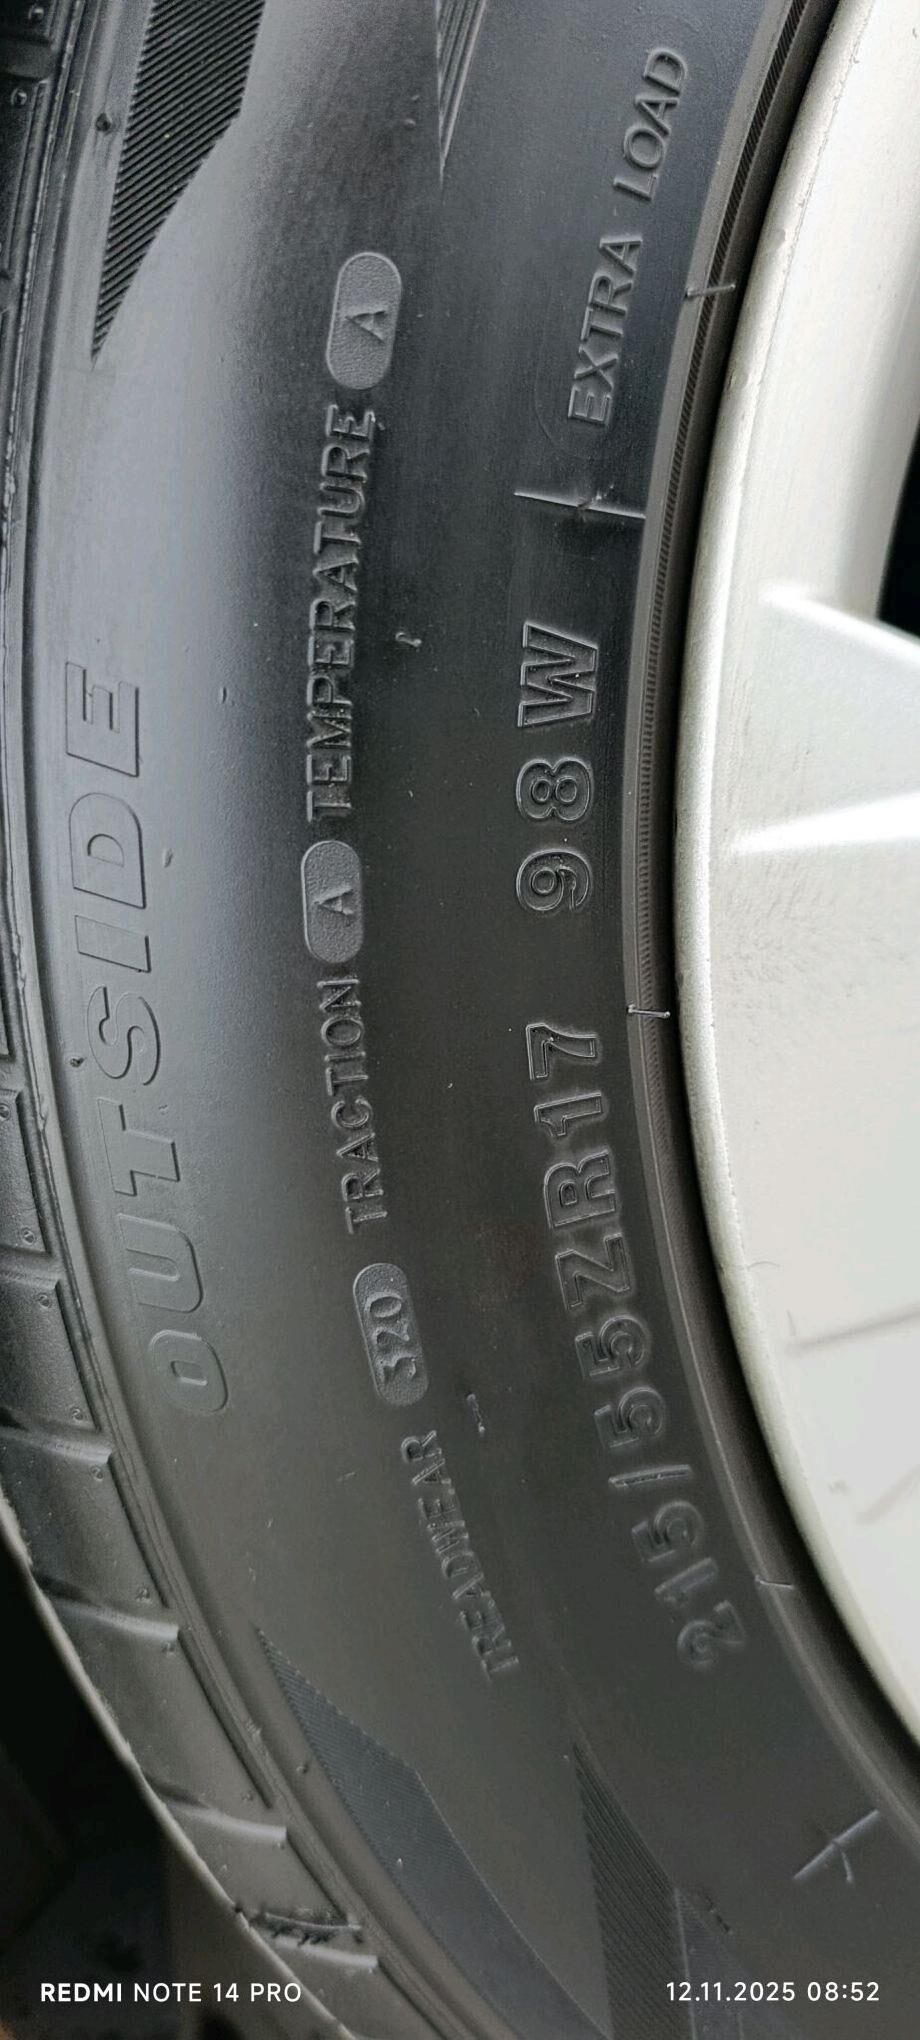 OUTSIDE
TREADWEAR 320 TRACTION A TEMPERATURE A
215/55ZR17 98W
EXTRA LOAD
REDMI NOTE 14 PRO
12.11.2025 08:52